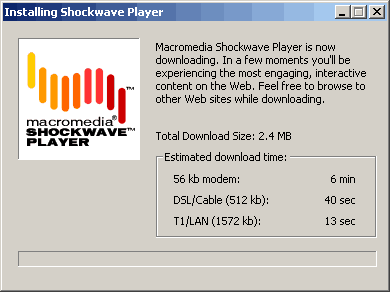 Installing Shockwave Player
Macromedia Shockwave Player is now
downloading. In a few moments you'll be
experiencing the most engaging, interactive
content on the Web. Feel free to browse to
other Web sites while downloading.
macromedia®
SHOCKWAVE™
PLAYER
™
Total Download Size: 2.4 MB
Estimated download time:
56 kb modem: 6 min
DSL/Cable (512 kb): 40 sec
T1/LAN (1572 kb): 13 sec